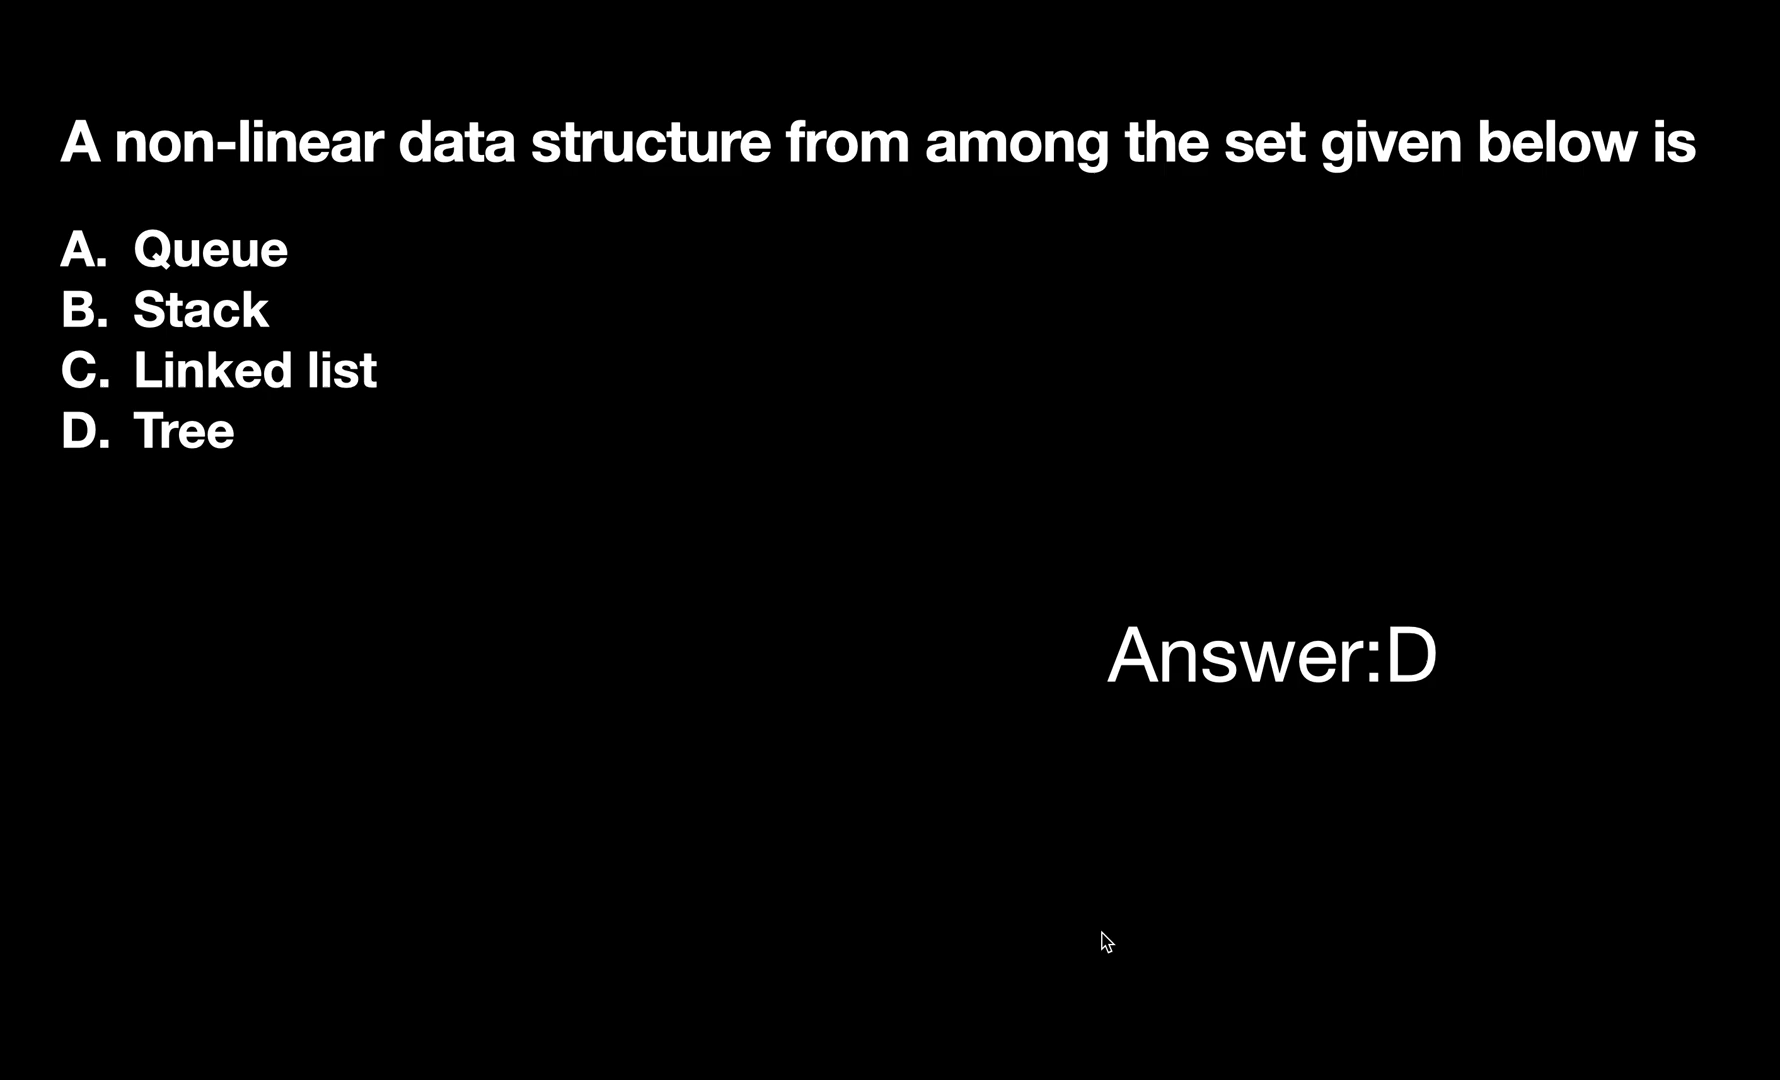 A non-linear data structure from among the set given below is
A. Queue
B. Stack
C. Linked list
D. Tree
Answer:D